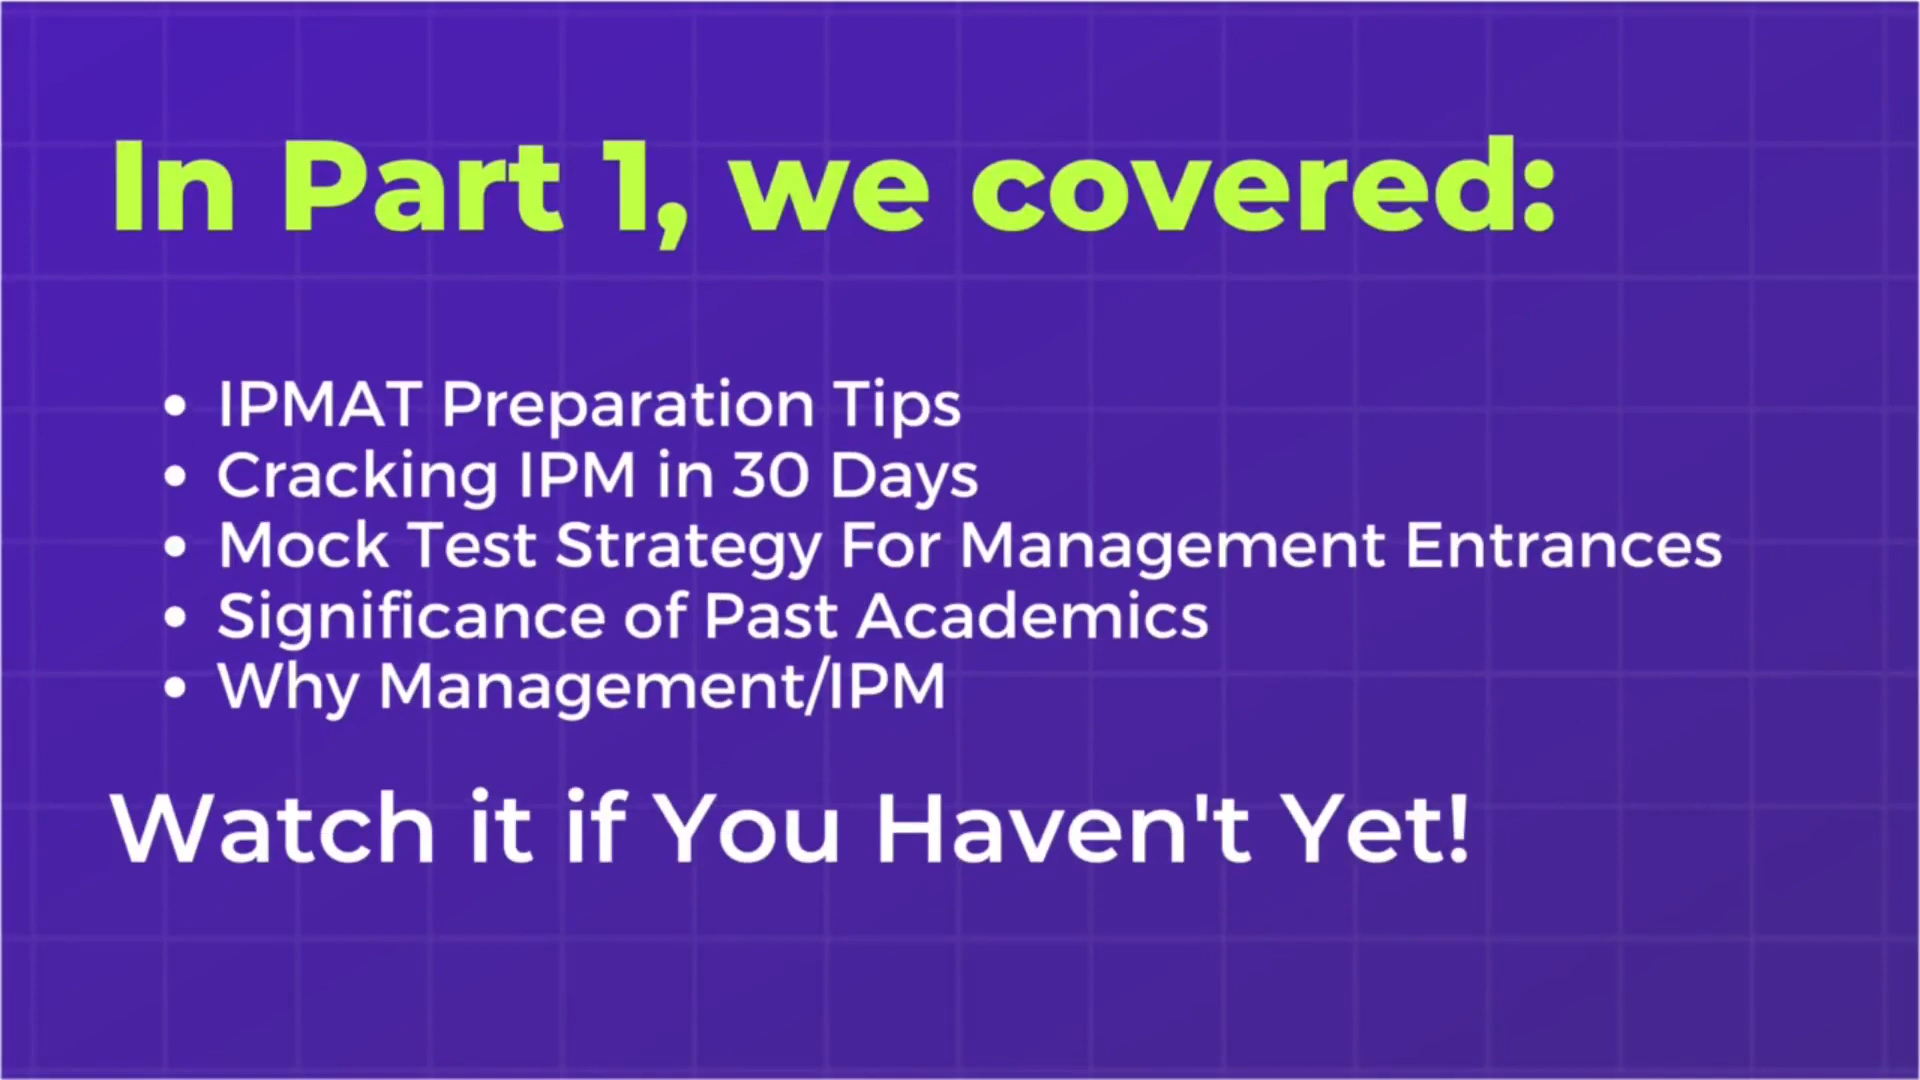 In Part 1, we covered:
• IPMAT Preparation Tips
• Cracking IPM in 30 Days
• Mock Test Strategy For Management Entrances
• Significance of Past Academics
• Why Management/IPM
Watch it if You Haven't Yet!